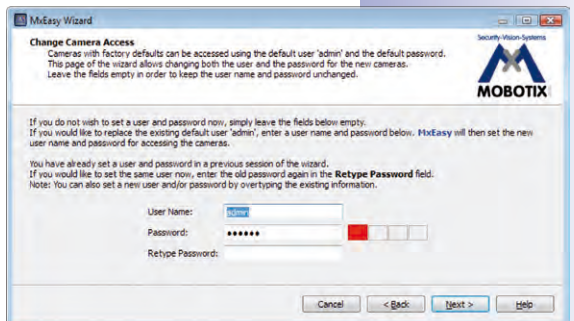 MxEasy Wizard
Change Camera Access
Cameras with factory defaults can be accessed using the default user 'admin' and the default password.
This page of the wizard allows changing both the user and the password for the new cameras.
Leave the fields empty in order to keep the user name and password unchanged.
Security-Vision-Systems
MOBOTIX
If you do not wish to set a user and password now, simply leave the fields below empty.
If you would like to replace the existing default user 'admin', enter a user name and password below. MxEasy will then set the new
user name and password for accessing the cameras.
You have already set a user and password in a previous session of the wizard.
If you would like to set the same user now, enter the old password again in the Retype Password field.
Note: You can also set a new user and/or password by overtyping the existing information.
User Name: admin
Password: ••••••
Retype Password:
Cancel < Back Next > Help